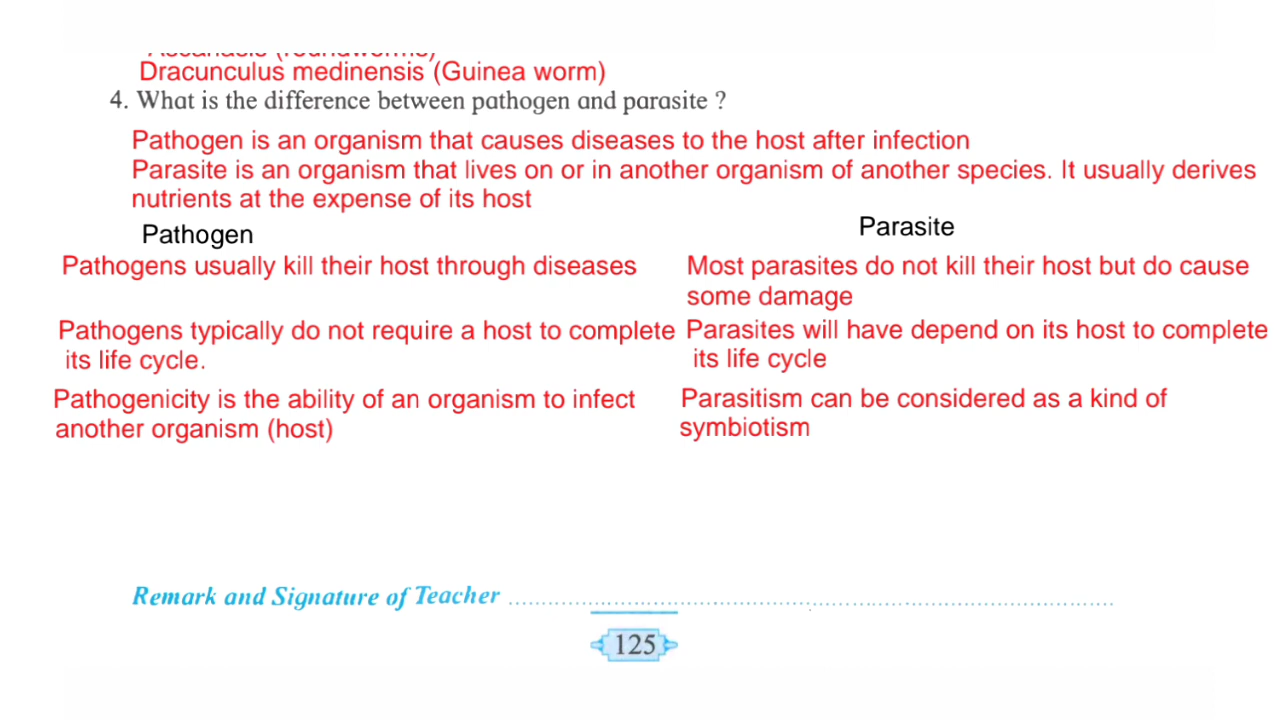 Dracunculus medinensis (Guinea worm)
4. What is the difference between pathogen and parasite ?
Pathogen is an organism that causes diseases to the host after infection
Parasite is an organism that lives on or in another organism of another species. It usually derives
nutrients at the expense of its host
Pathogen
Parasite
Pathogens usually kill their host through diseases
Most parasites do not kill their host but do cause
some damage
Pathogens typically do not require a host to complete
its life cycle.
Parasites will have depend on its host to complete
its life cycle
Pathogenicity is the ability of an organism to infect
another organism (host)
Parasitism can be considered as a kind of
symbiotism
Remark and Signature of Teacher
125